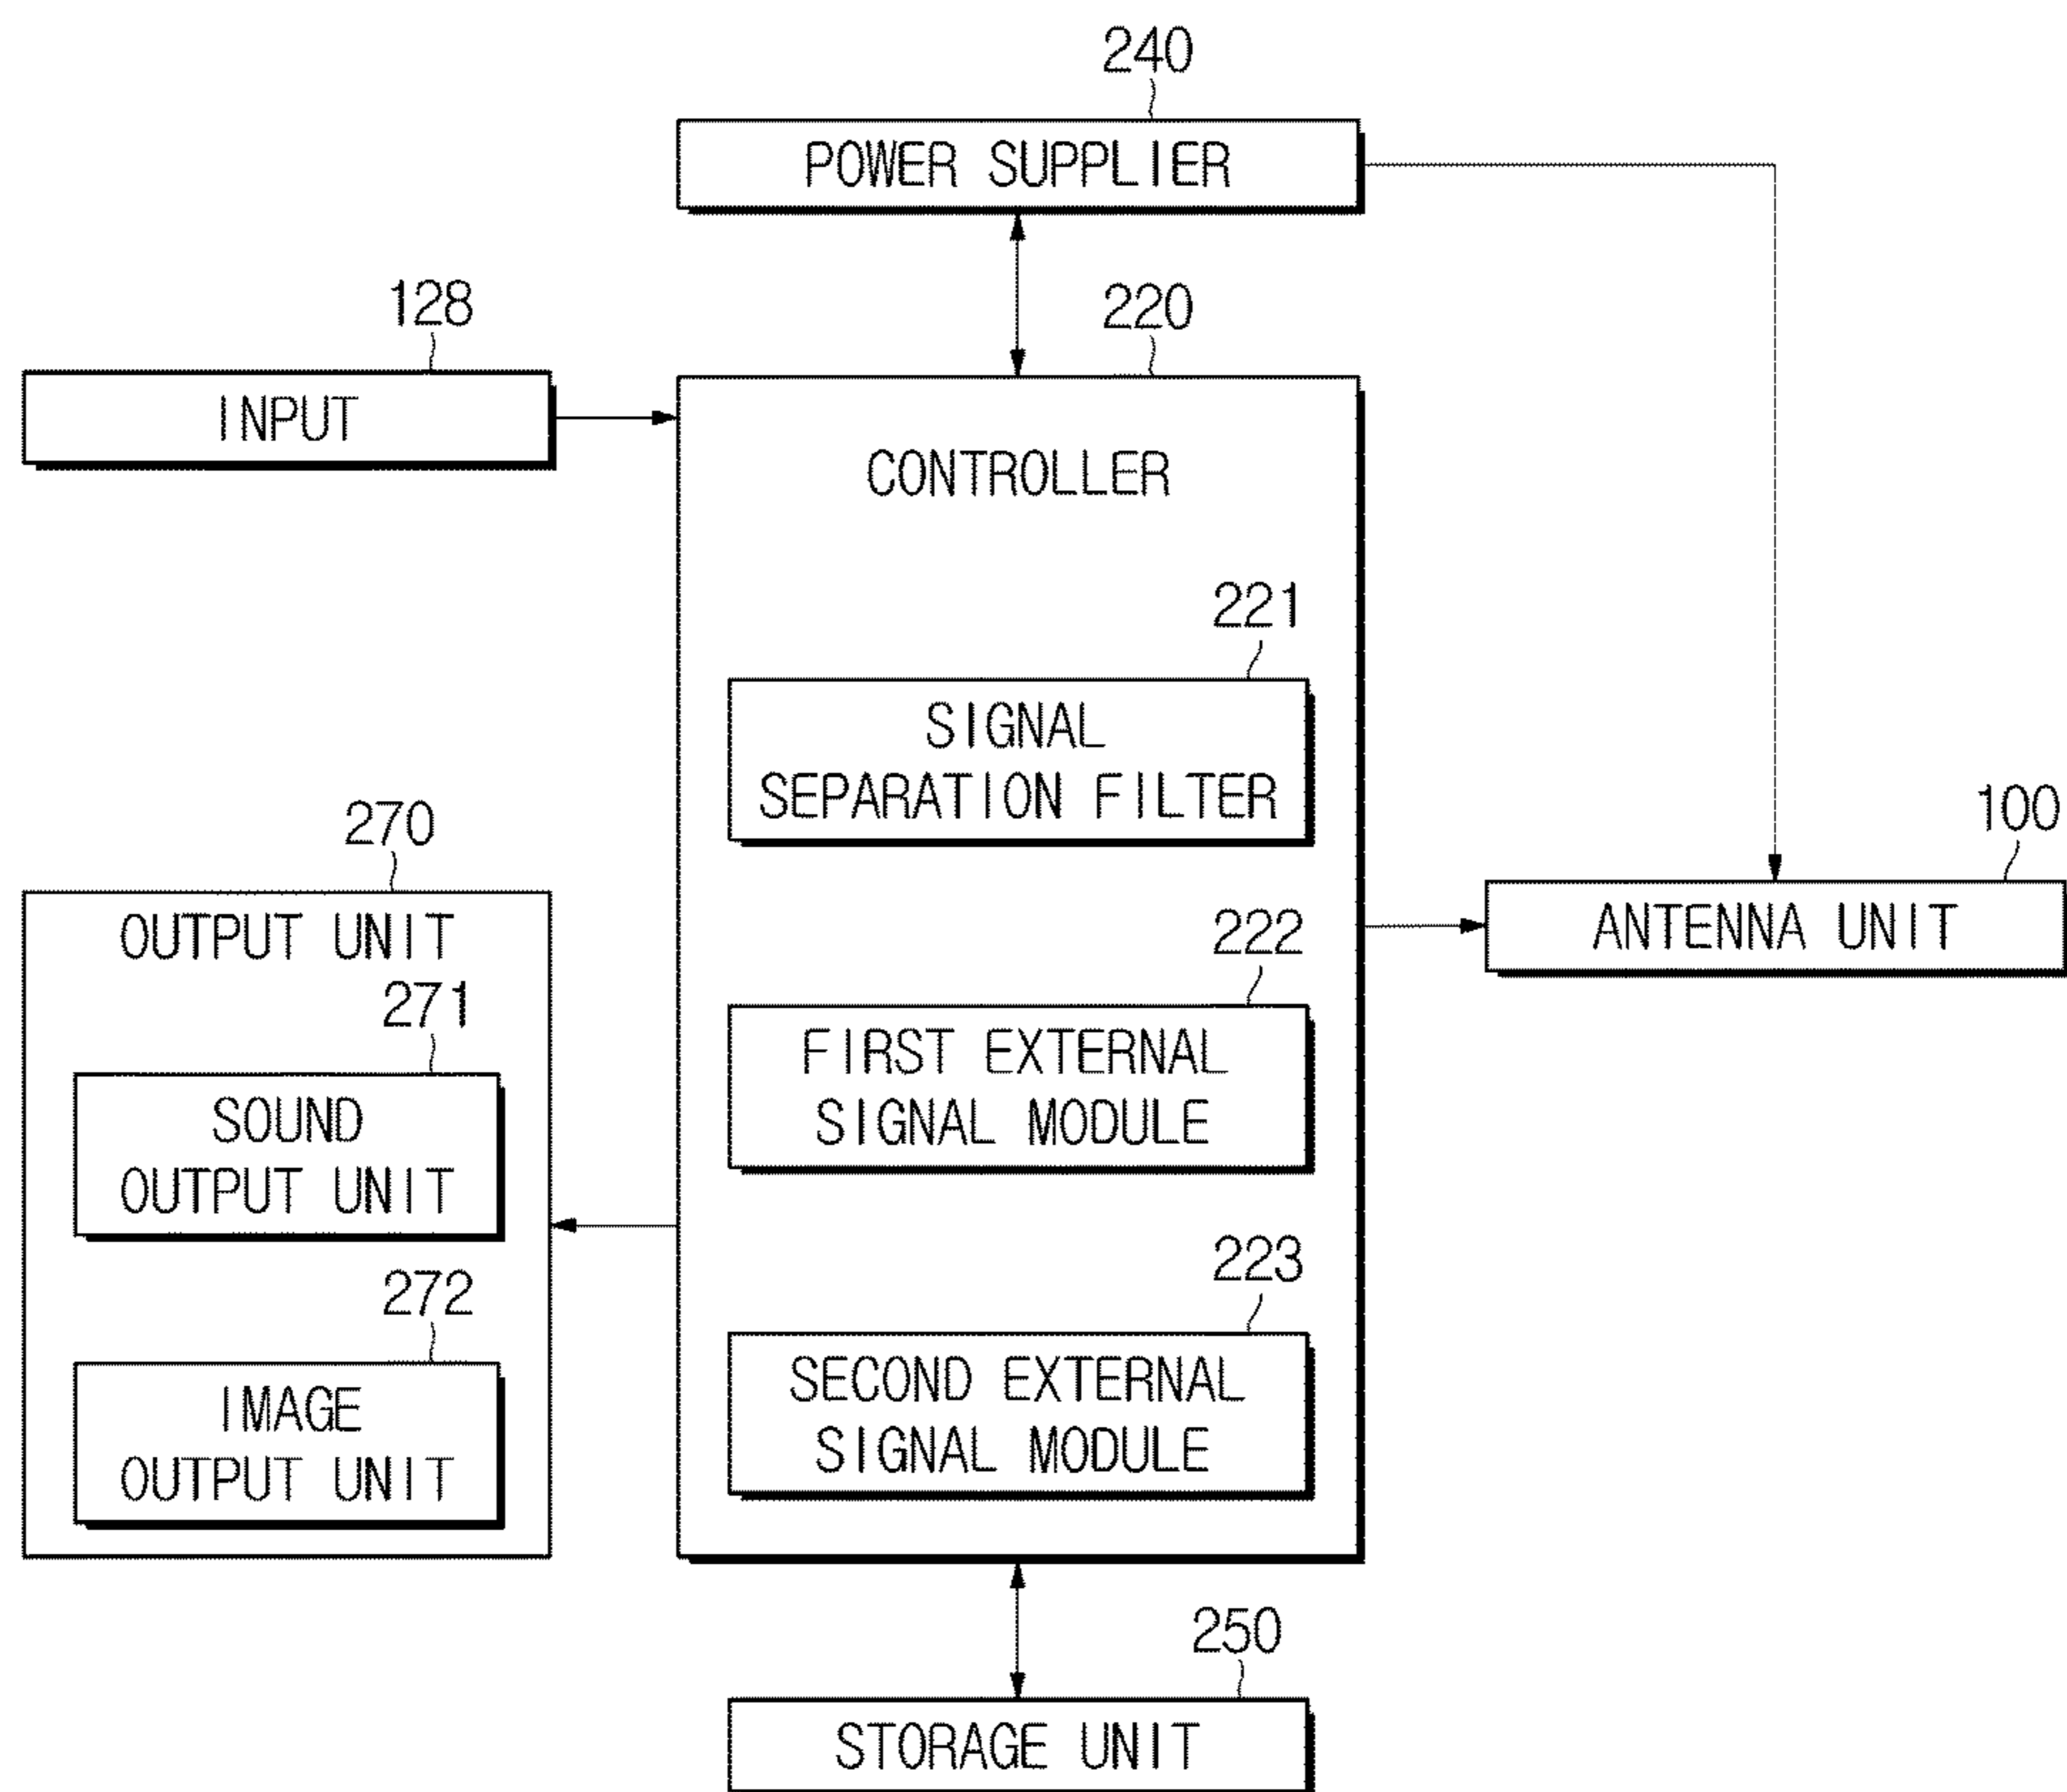 240
POWER SUPPLIER
128
220
INPUT
CONTROLLER
221
SIGNAL
SEPARATION FILTER
270
100
OUTPUT UNIT
ANTENNA UNIT
222
271
FIRST EXTERNAL
SIGNAL MODULE
SOUND
OUTPUT UNIT
223
272
SECOND EXTERNAL
SIGNAL MODULE
IMAGE
OUTPUT UNIT
250
STORAGE UNIT